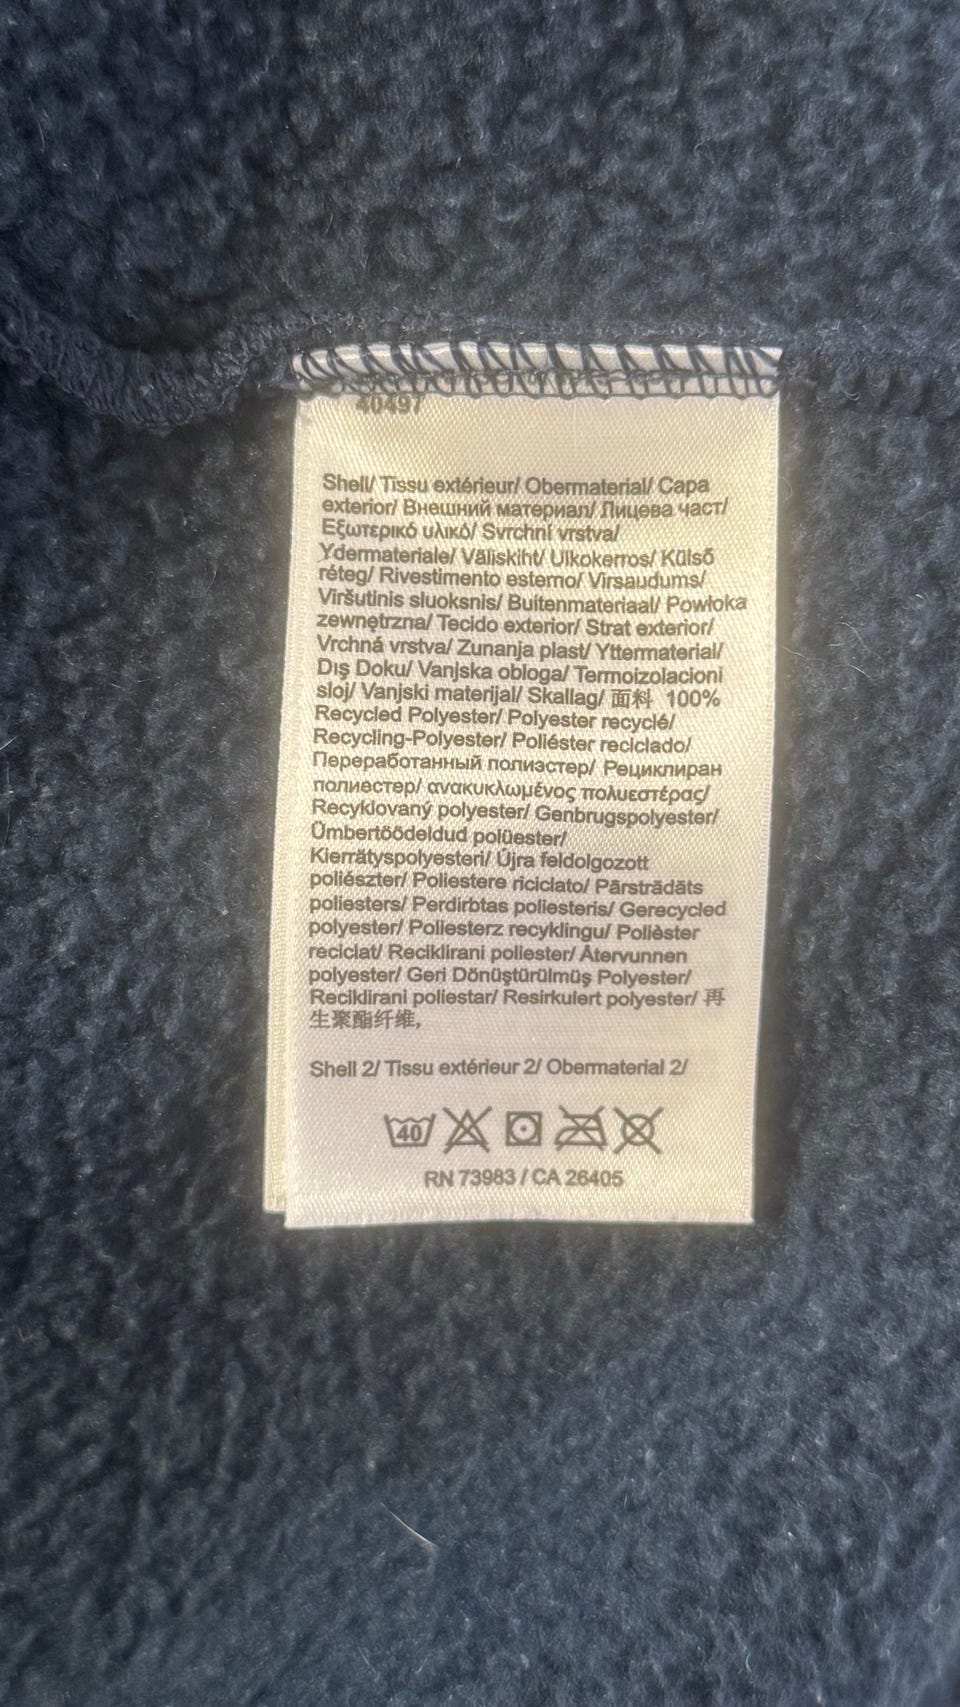 40497
Shell/ Tissu extérieur/ Obermaterial/ Capa
exterior/ Внешний материал/ Лицева част/
Εξωτερικό υλικό/ Svrchní vrstva/
Ydermateriale/ Väliskiht/ Ulkokerros/ Külső
réteg/ Rivestimento esterno/ Virsaudums/
Viršutinis sluoksnis/ Buitenmateriaal/ Powłoka
zewnętrzna/ Tecido exterior/ Strat exterior/
Vrchná vrstva/ Zunanja plast/ Yttermaterial/
Dış Doku/ Vanjska obloga/ Termoizolacioni
sloj/ Vanjski materijal/ Skallag/ 面料 100%
Recycled Polyester/ Polyester recyclé/
Recycling-Polyester/ Poliéster reciclado/
Переработанный полиэстер/ Рециклиран
полиестер/ ανακυκλωμένος πολυεστέρας/
Recyklovaný polyester/ Genbrugspolyester/
Ümbertöödeldud polüester/
Kierrätyspolyesteri/ Újra feldolgozott
poliészter/ Poliestere riciclato/ Pārstrādāts
poliesters/ Perdirbtas poliesteris/ Gerecycled
polyester/ Poliesterz recyklingu/ Polièster
reciclat/ Reciklirani poliester/ Återvunnen
polyester/ Geri Dönüştürülmüş Polyester/
Reciklirani poliestar/ Resirkulert polyester/ 再
生聚酯纤维,
Shell 2/ Tissu extérieur 2/ Obermaterial 2/
40
RN 73983 / CA 26405